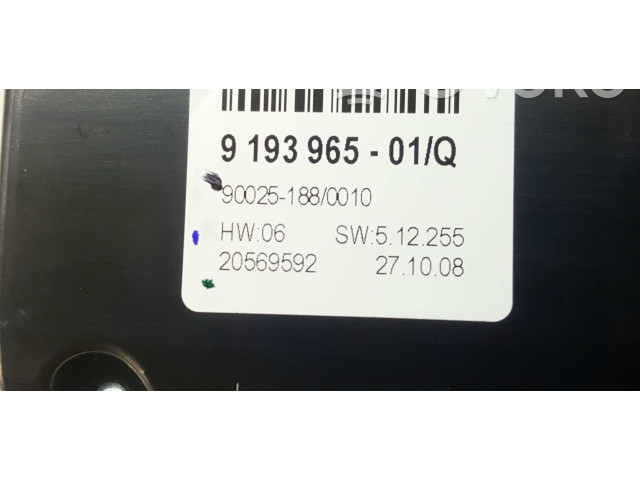 9 193 965 - 01/Q
90025-188/0010
HW:06 SW:5.12.255
20569592 27.10.08